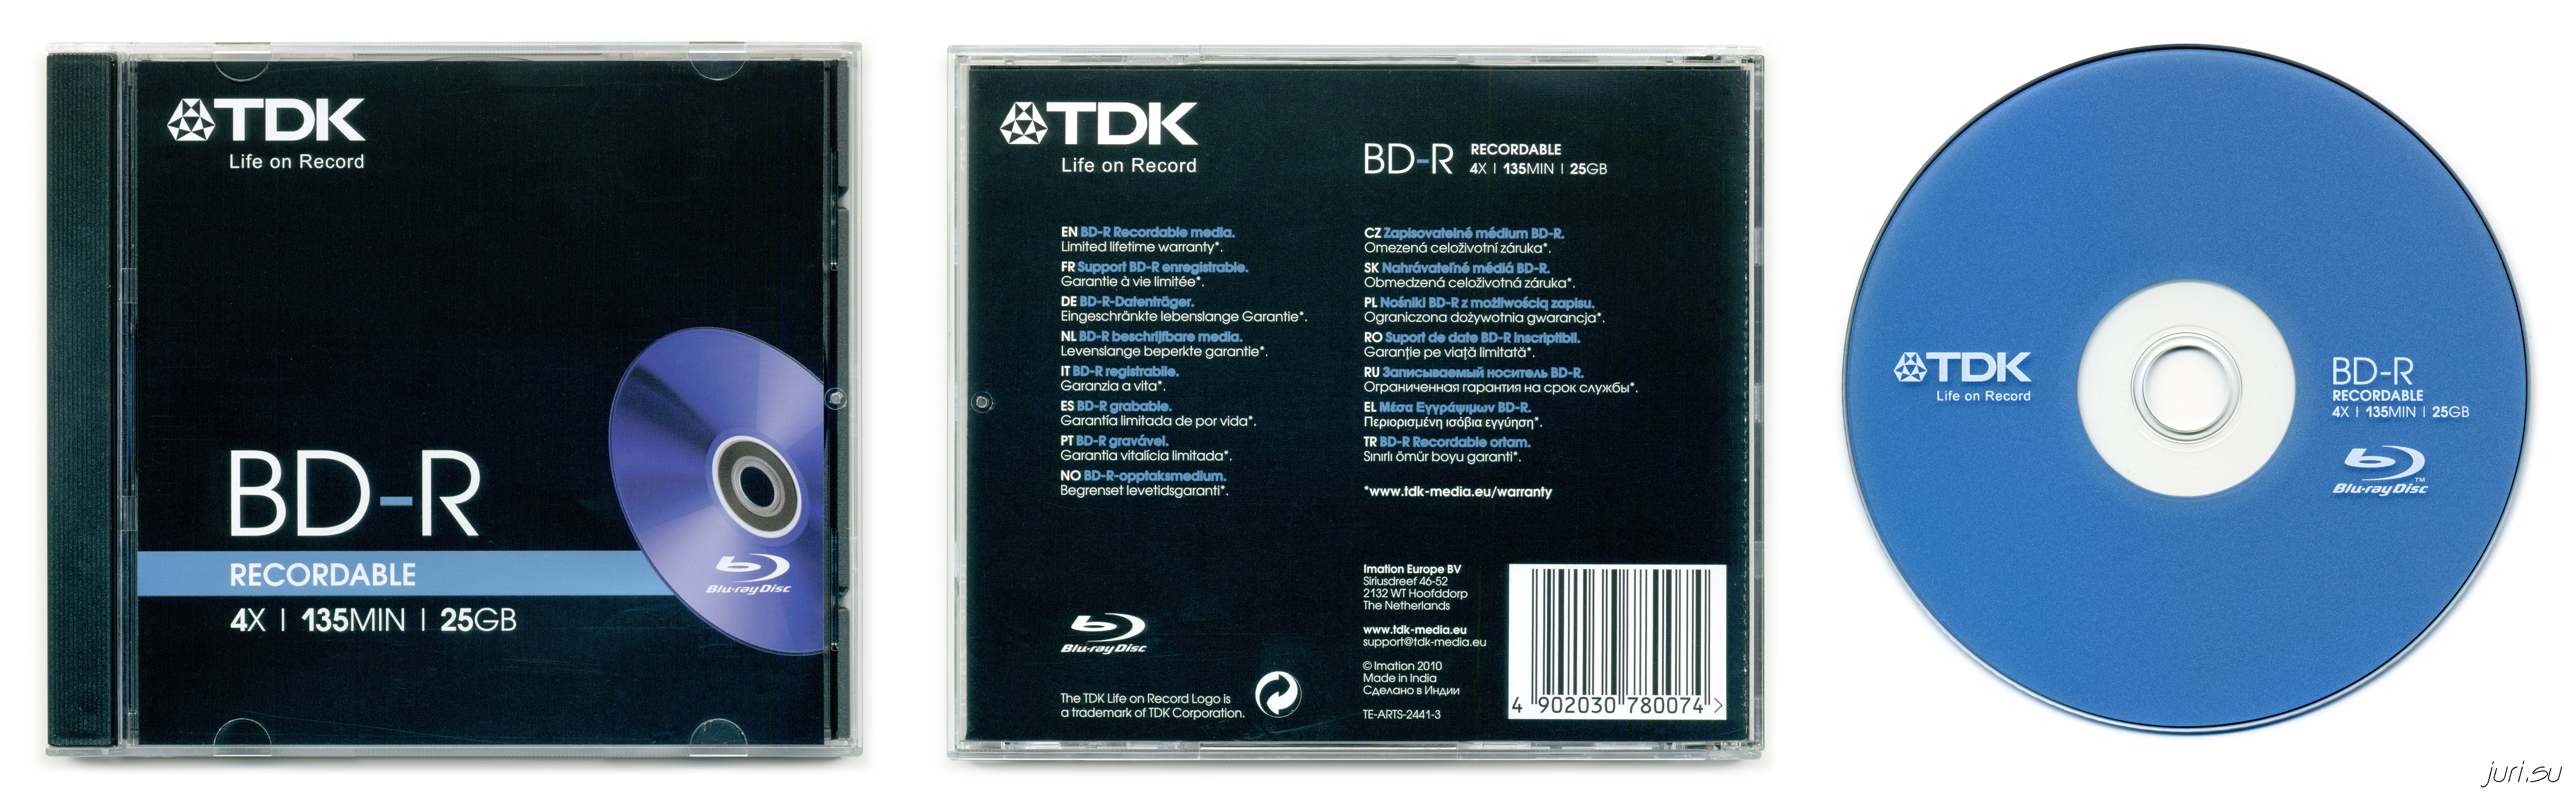 TDK
Life on Record
BD-R
RECORDABLE
4X | 135MIN | 25GB
Blu-ray Disc
TDK
Life on Record
BD-R RECORDABLE
4X | 135MIN | 25GB
EN BD-R Recordable media.
Limited lifetime warranty*.
FR Support BD-R enregistrable.
Garantie à vie limitée*.
DE BD-R-Datenträger.
Eingeschränkte lebenslange Garantie*.
NL BD-R beschrijfbare media.
Levenslange beperkte garantie*.
IT BD-R registrabile.
Garanzia a vita*.
ES BD-R grabable.
Garantía limitada de por vida*.
PT BD-R gravável.
Garantia vitalícia limitada*.
NO BD-R-opptaksmedium.
Begrenset levetidsgaranti*.
CZ Zapisovatelné médium BD-R.
Omezená celoživotní záruka*.
SK Nahrávateľné médiá BD-R.
Obmedzená celoživotná záruka*.
PL Nośniki BD-R z możliwością zapisu.
Ograniczona dożywotnia gwarancja*.
RO Suport de date BD-R inscriptibil.
Garanţie pe viaţă limitată*.
RU Записываемый носитель BD-R.
Ограниченная гарантия на срок службы*.
EL Μέσα Εγγράψιμων BD-R.
Περιορισμένη ισόβια εγγύηση*.
TR BD-R Recordable ortam.
Sınırlı ömür boyu garanti*.
*www.tdk-media.eu/warranty
Blu-ray Disc
The TDK Life on Record Logo is
a trademark of TDK Corporation.
Imation Europe BV
Siriusdreef 46-52
2132 WT Hoofddorp
The Netherlands
www.tdk-media.eu
support@tdk-media.eu
© Imation 2010
Made in India
Сделано в Индии
TE-ARTS-2441-3
4 902030 780074 >
TDK
Life on Record
BD-R
RECORDABLE
4X | 135MIN | 25GB
Blu-ray Disc™
juri.su